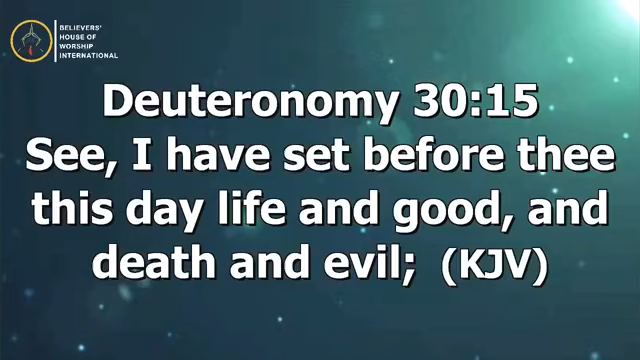 BELIEVERS'
HOUSE OF
WORSHIP
INTERNATIONAL
Deuteronomy 30:15
See, I have set before thee
this day life and good, and
death and evil; (KJV)